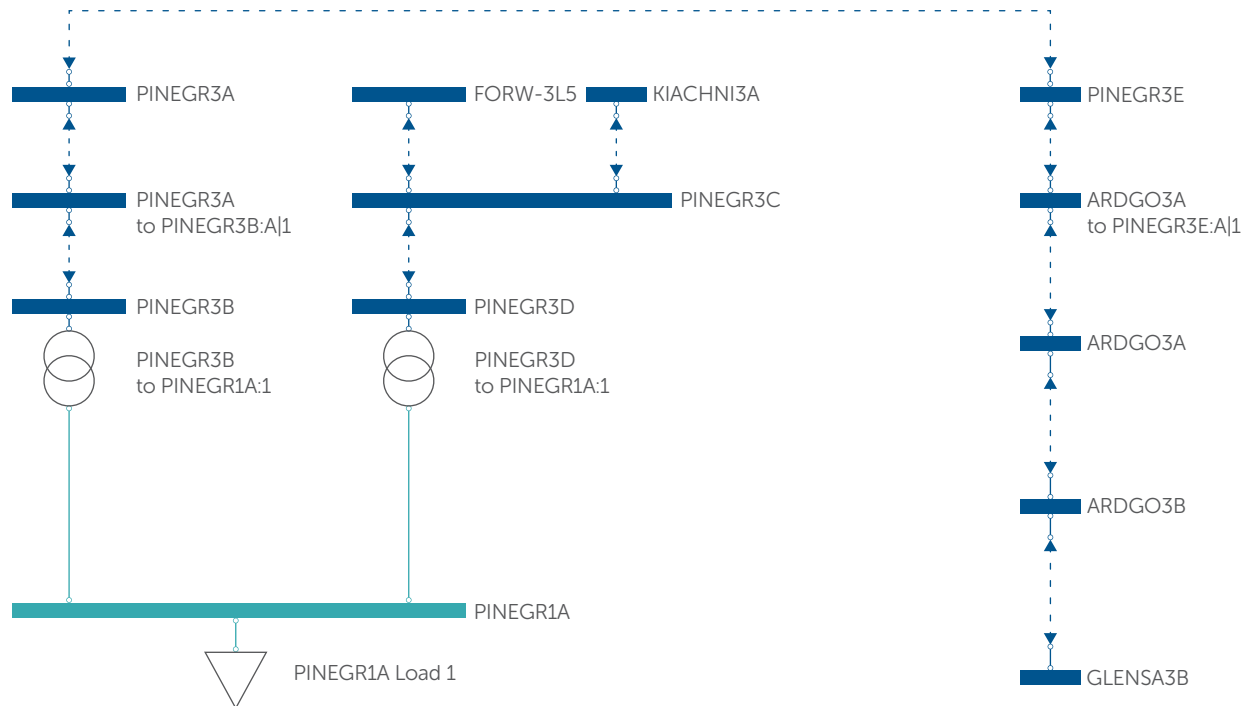 PINEGR3A
FORW-3L5
KIACHNI3A
PINEGR3E
PINEGR3A
to PINEGR3B:A|1
PINEGR3C
ARDGO3A
to PINEGR3E:A|1
PINEGR3B
PINEGR3D
PINEGR3B
to PINEGR1A:1
PINEGR3D
to PINEGR1A:1
ARDGO3A
ARDGO3B
PINEGR1A
PINEGR1A Load 1
GLENSA3B